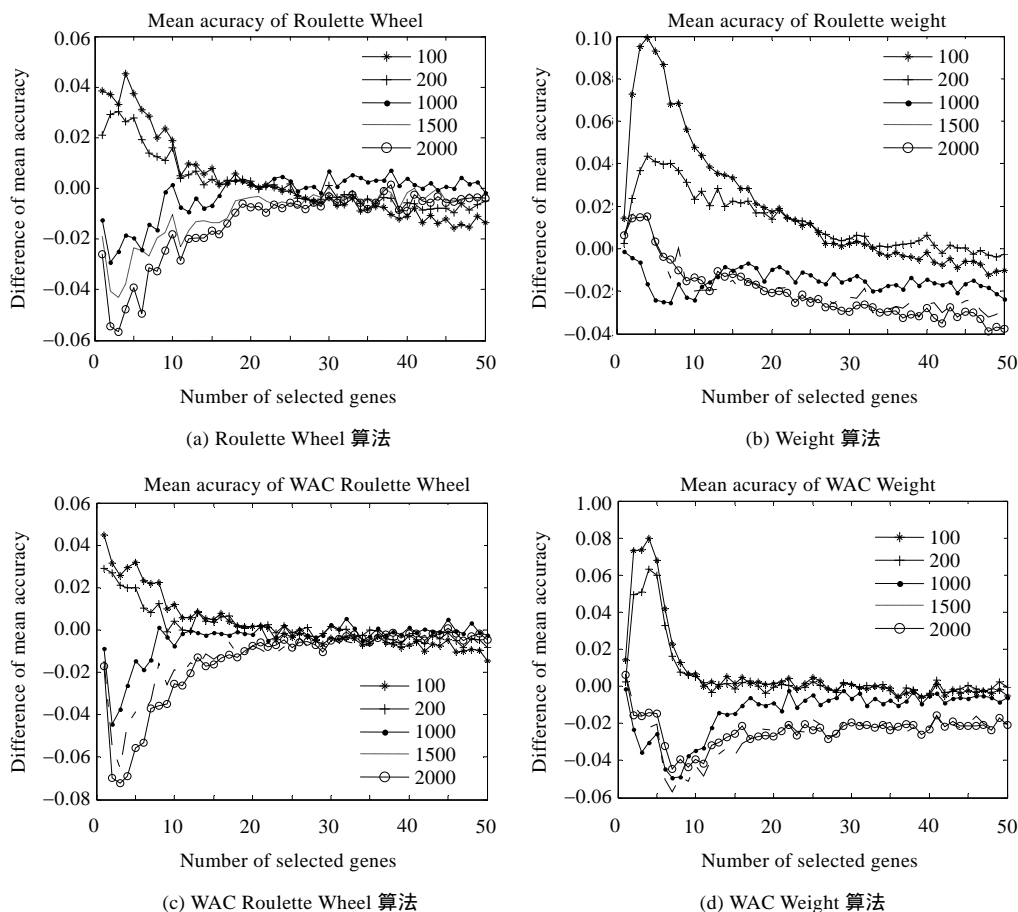 Mean acuracy of Roulette Wheel
0.06
0.04
0.02
0.00
−0.02
−0.04
−0.06
Difference of mean accuracy
100
200
1000
1500
2000
0 10 20 30 40 50
Number of selected genes
(a) Roulette Wheel 算法
Mean accuracy of Roulette weight
0.10
0.08
0.06
0.04
0.02
0.00
−0.02
−0.04
Difference of mean accuracy
100
200
1000
1500
2000
0 10 20 30 40 50
Number of selected genes
(b) Weight 算法
Mean acuracy of WAC Roulette Wheel
0.06
0.04
0.02
0.00
−0.02
−0.04
−0.06
−0.08
Difference of mean accuracy
100
200
1000
1500
2000
0 10 20 30 40 50
Number of selected genes
(c) WAC Roulette Wheel 算法
Mean acuracy of WAC Weight
1.00
0.08
0.06
0.04
0.02
0.00
−0.02
−0.04
−0.06
Difference of mean accuracy
100
200
1000
1500
2000
0 10 20 30 40 50
Number of selected genes
(d) WAC Weight 算法